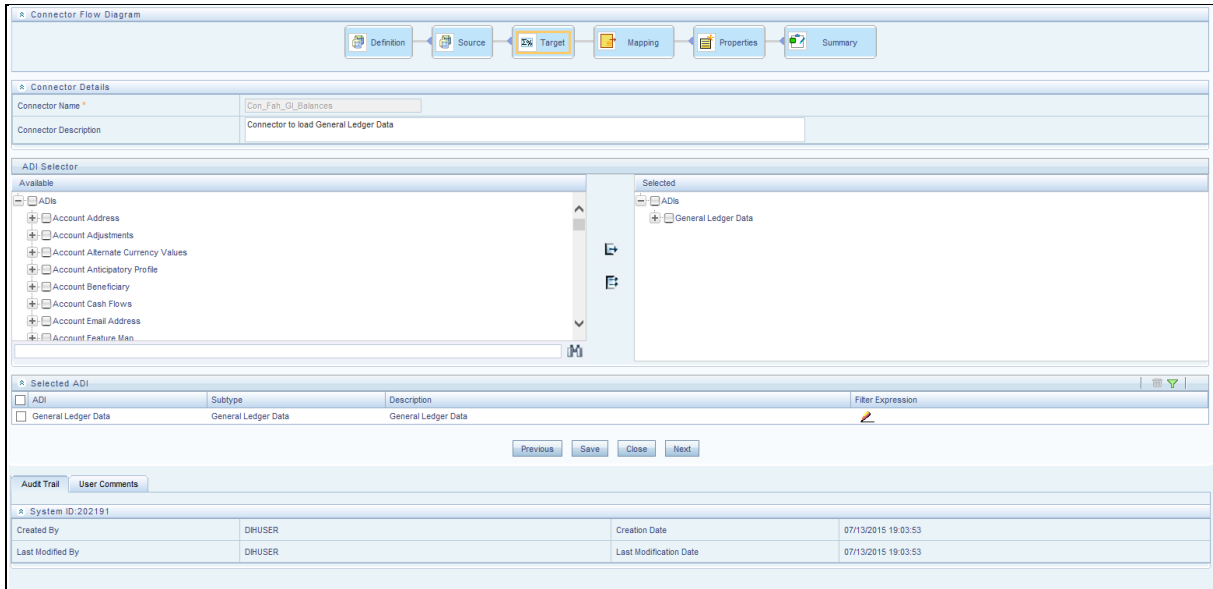 Connector Flow Diagram
Definition Source Target Mapping Properties Summary
Connector Details
Connector Name * Con_Fah_Gl_Balances
Connector Description Connector to load General Ledger Data
ADI Selector
Available Selected
ADIs ADIs
Account Address General Ledger Data
Account Adjustments
Account Alternate Currency Values
Account Anticipatory Profile
Account Beneficiary
Account Cash Flows
Account Email Address
Account Feature Map
Selected ADI
ADI Subtype Description Filter Expression
General Ledger Data General Ledger Data General Ledger Data
Previous Save Close Next
Audit Trail User Comments
System ID:202191
Created By DIHUSER Creation Date 07/13/2015 19:03:53
Last Modified By DIHUSER Last Modification Date 07/13/2015 19:03:53